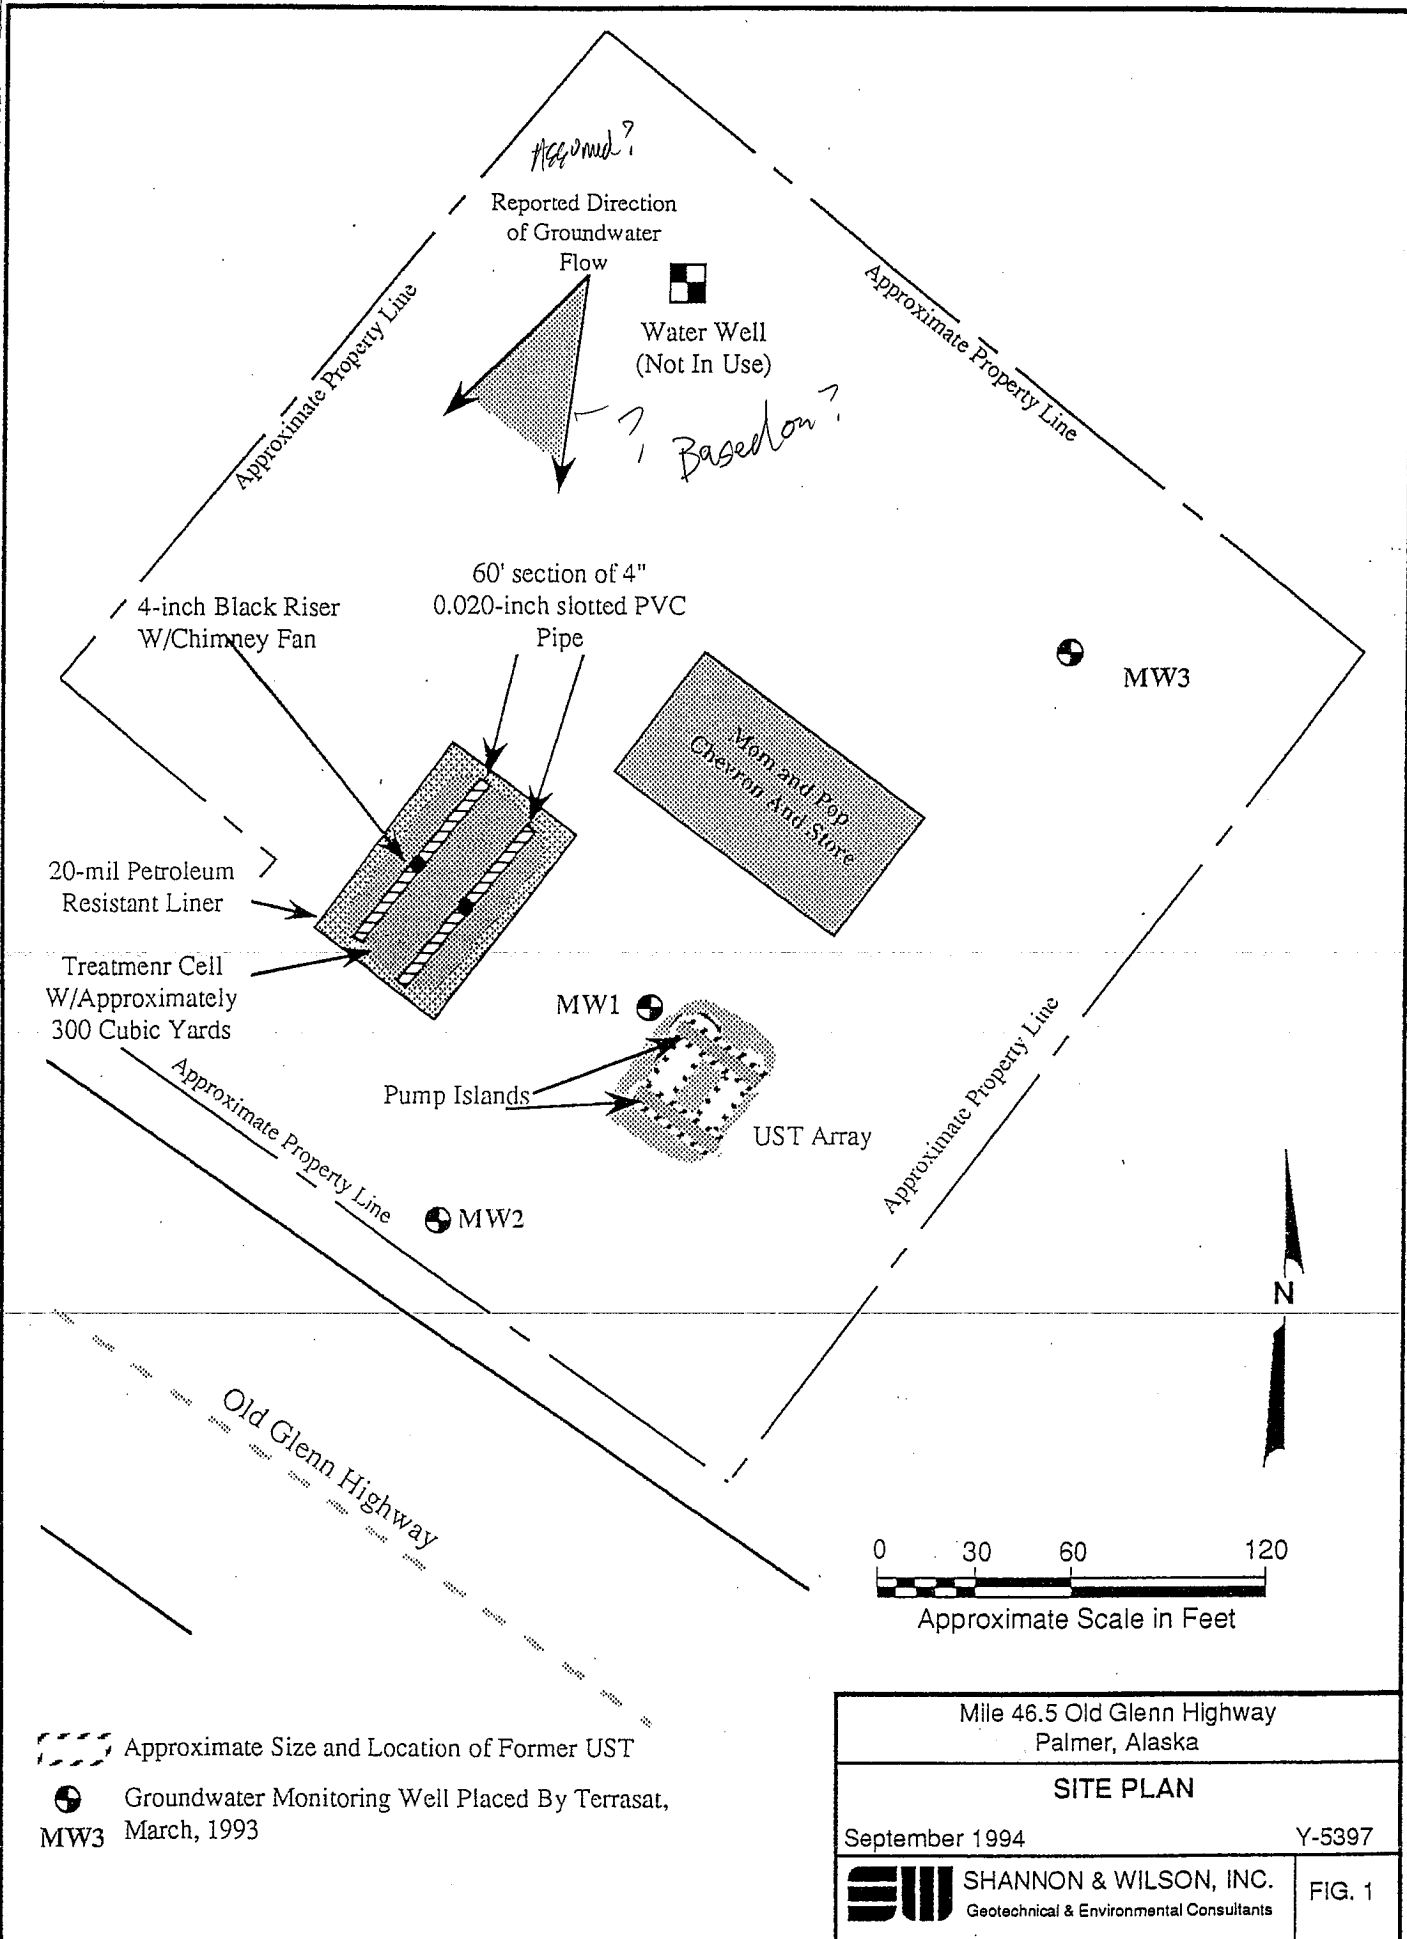 Assumed?
Reported Direction
of Groundwater
Flow
Water Well
(Not In Use)
? Based on?
Approximate Property Line
Approximate Property Line
60' section of 4"
0.020-inch slotted PVC
Pipe
4-inch Black Riser
W/Chimney Fan
MW3
Mom and Pop
Chevron And Store
20-mil Petroleum
Resistant Liner
Treatmenr Cell
W/Approximately
300 Cubic Yards
MW1
Pump Islands
UST Array
Approximate Property Line
Approximate Property Line
MW2
N
Old Glenn Highway
0 30 60 120
Approximate Scale in Feet
Approximate Size and Location of Former UST
Groundwater Monitoring Well Placed By Terrasat,
MW3 March, 1993
Mile 46.5 Old Glenn Highway
Palmer, Alaska
SITE PLAN
September 1994 Y-5397
SW SHANNON & WILSON, INC.
Geotechnical & Environmental Consultants
FIG. 1